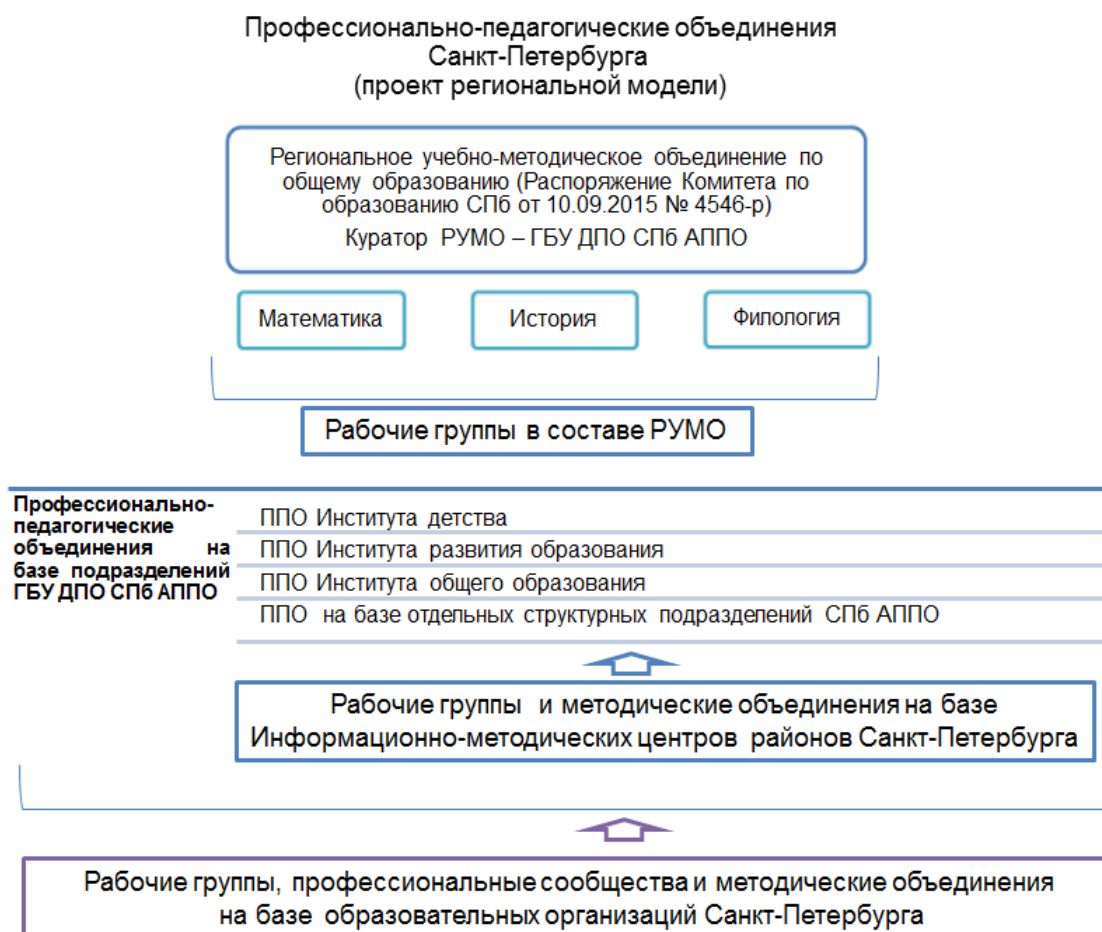 Профессионально-педагогические объединения
Санкт-Петербурга
(проект региональной модели)
Региональное учебно-методическое объединение по
общему образованию (Распоряжение Комитета по
образованию СПб от 10.09.2015 № 4546-р)
Куратор РУМО – ГБУ ДПО СПб АППО
Математика
История
Филология
Рабочие группы в составе РУМО
Профессионально-
педагогические
объединения на
базе подразделений
ГБУ ДПО СПб АППО
ППО Института детства
ППО Института развития образования
ППО Института общего образования
ППО на базе отдельных структурных подразделений СПб АППО
Рабочие группы и методические объединения на базе
Информационно-методических центров районов Санкт-Петербурга
Рабочие группы, профессиональные сообщества и методические объединения
на базе образовательных организаций Санкт-Петербурга